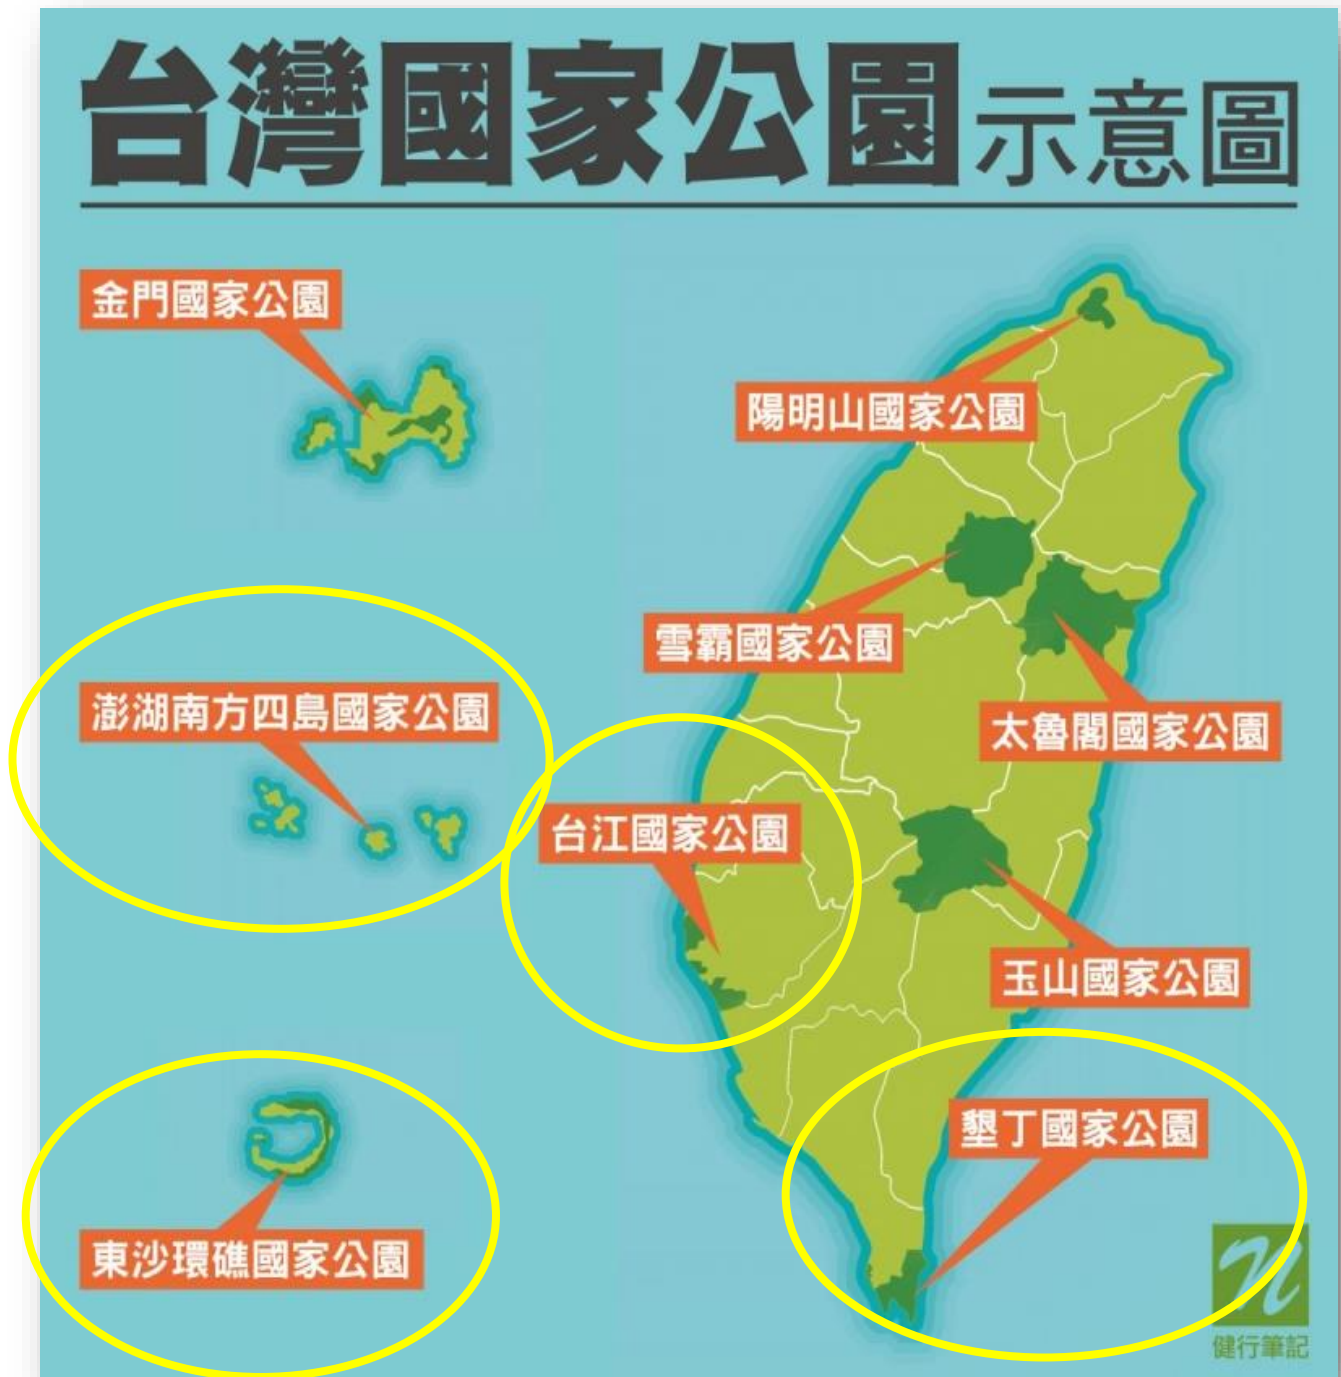 台灣國家公園示意圖
金門國家公園
陽明山國家公園
雪霸國家公園
澎湖南方四島國家公園
太魯閣國家公園
台江國家公園
玉山國家公園
墾丁國家公園
東沙環礁國家公園
n
健行筆記